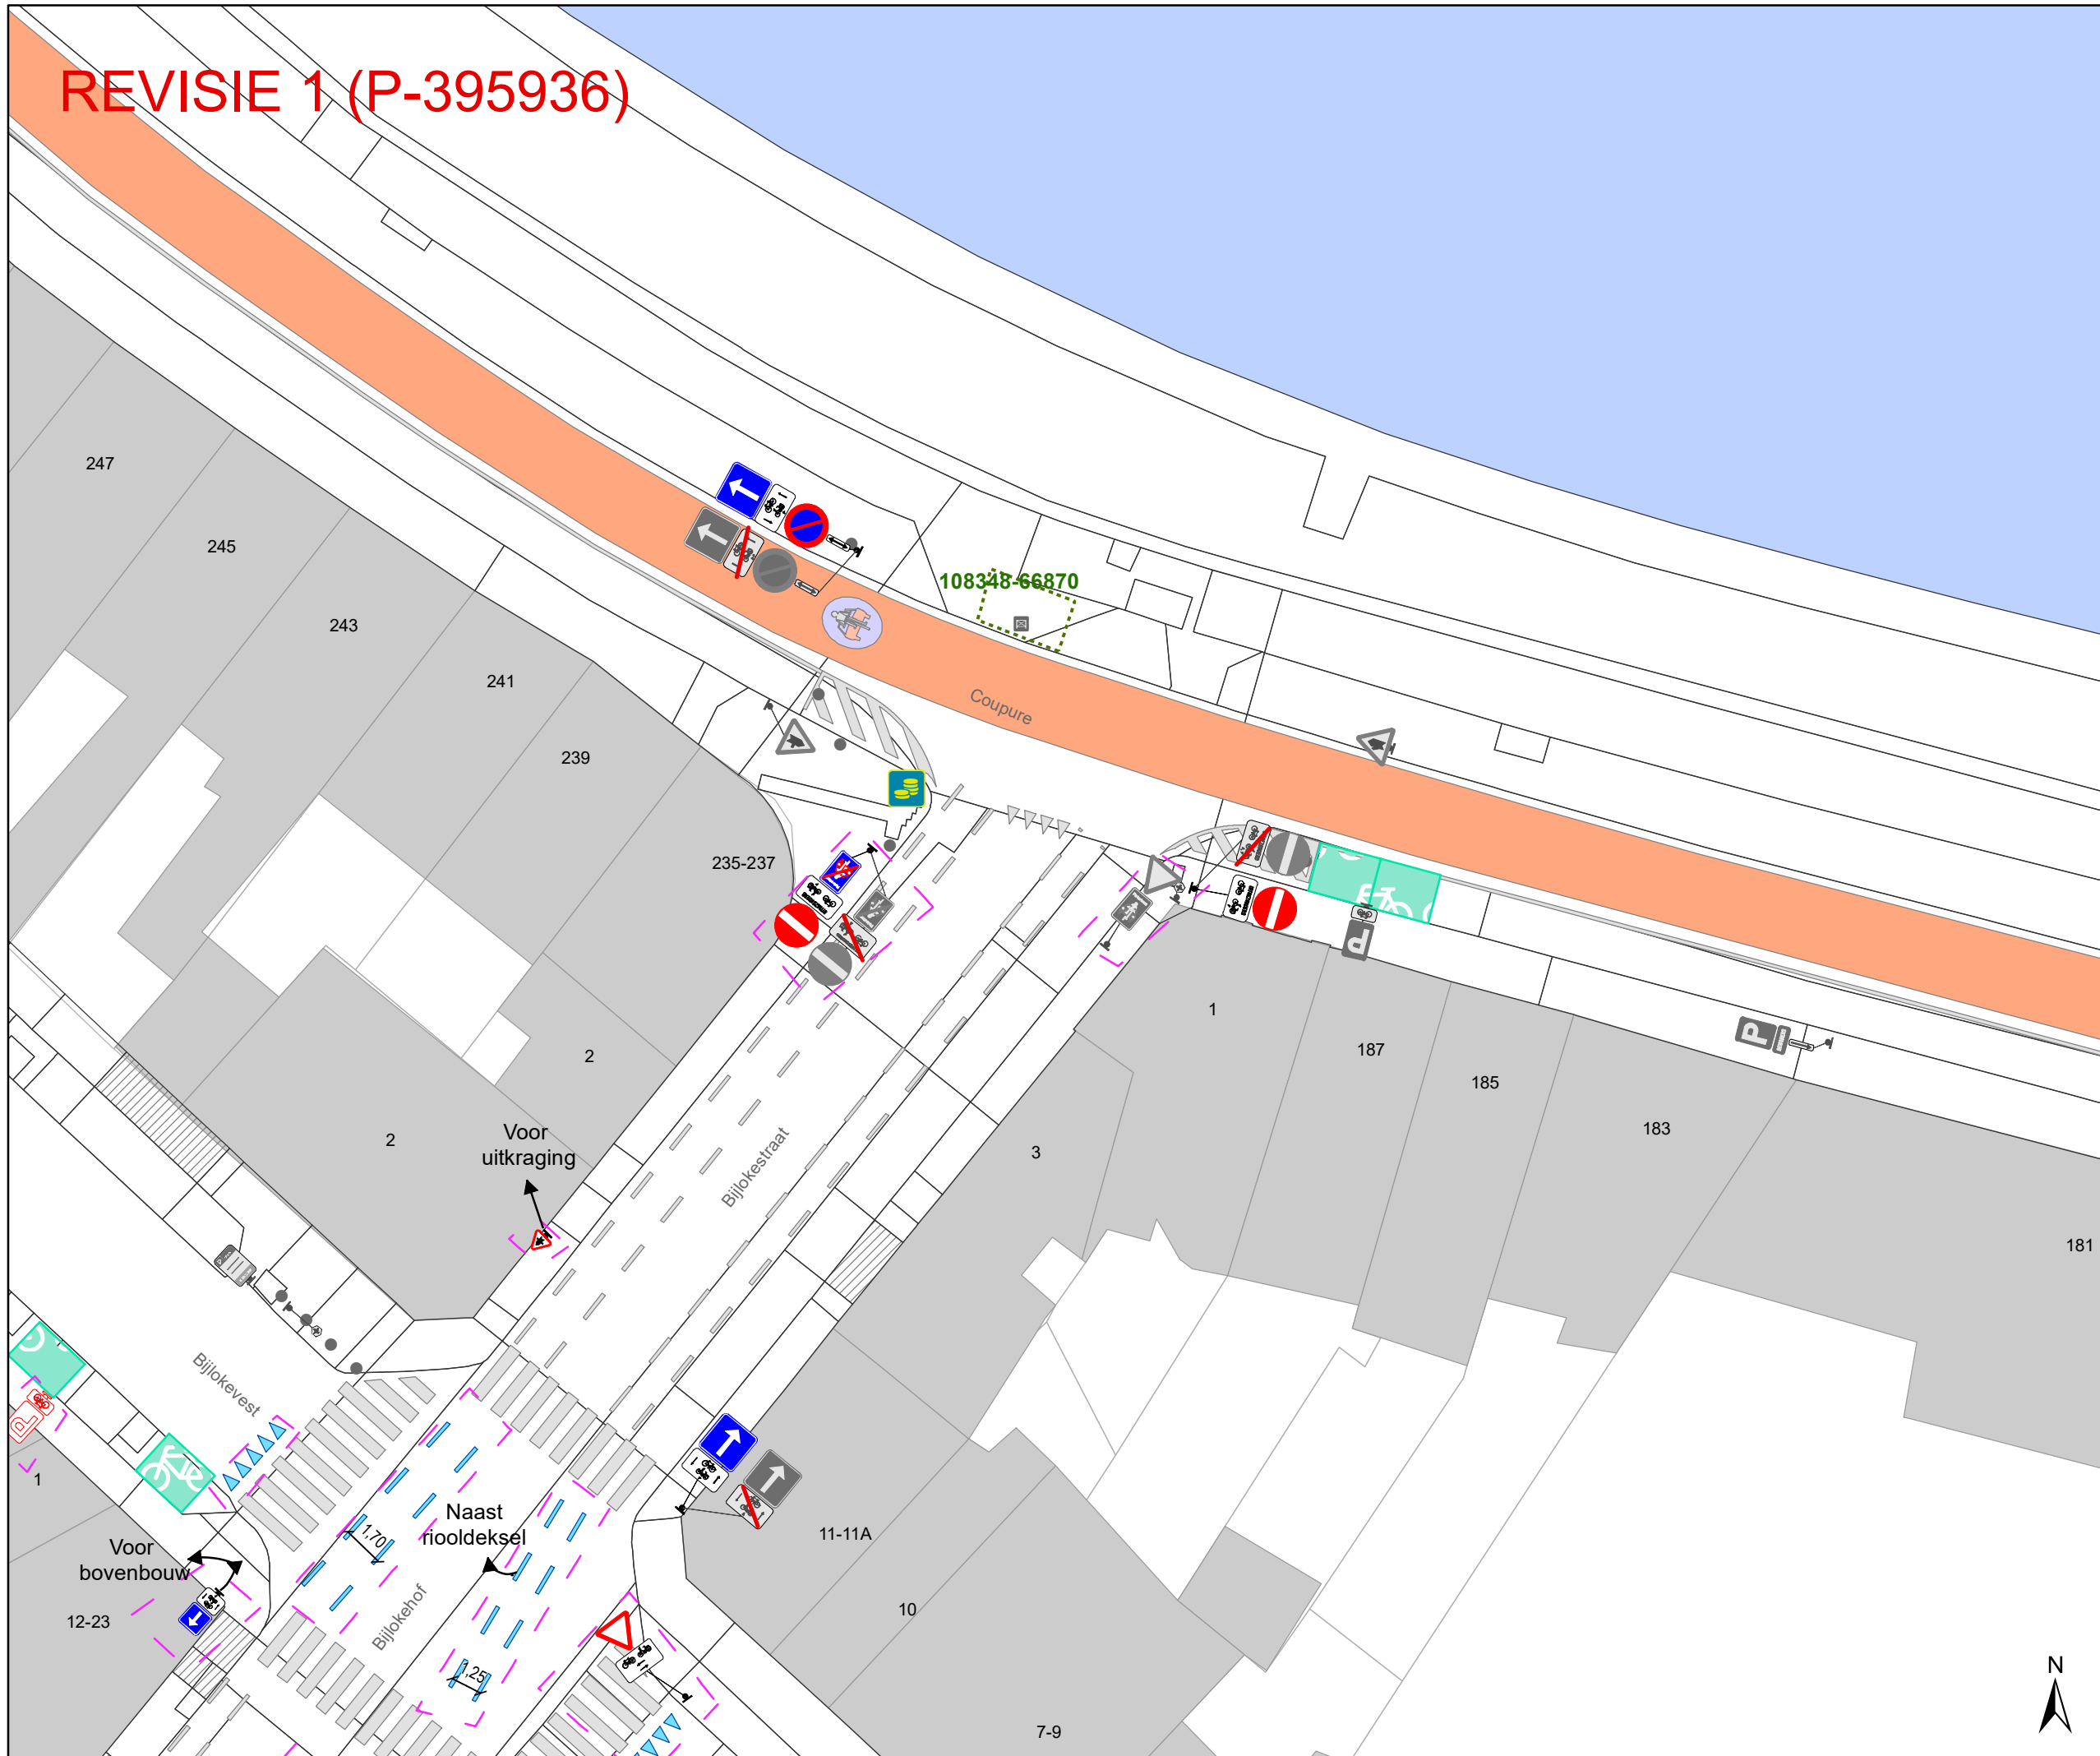 REVISIE 1 (P-395936)
247
245
243
241
239
108348-66870
Coupure
235-237
2
2
Voor
uitkraging
Bijlokestraat
1
187
185
183
181
3
P
P
Bijlokevest
P
1
Voor
bovenbouw
12-23
1,70
Naast
riooldeksel
Bijlokehof
1,25
11-11A
10
7-9
N